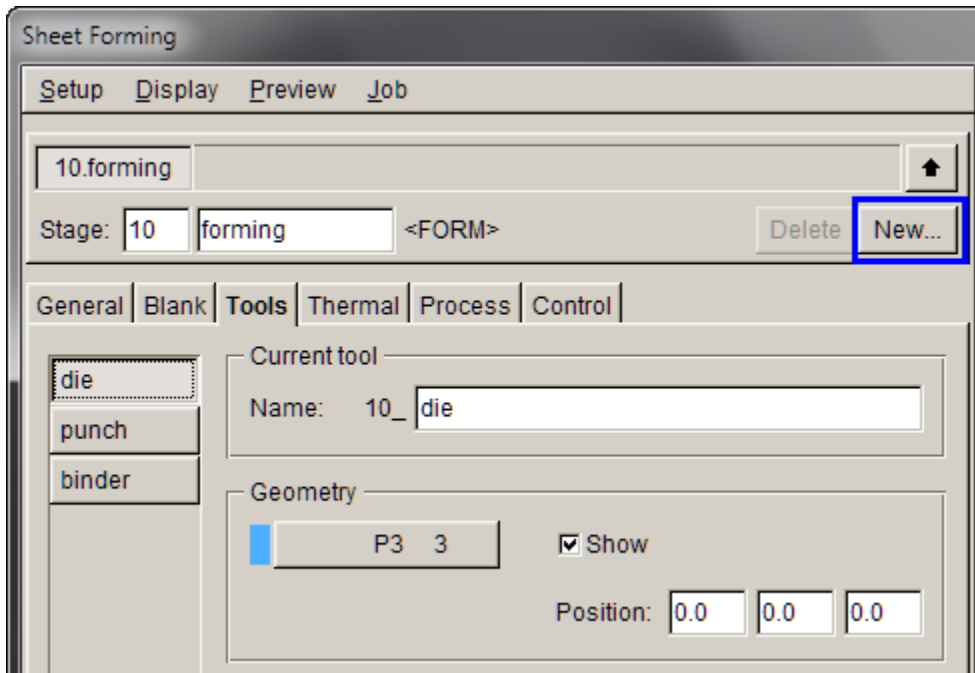 Sheet Forming
Setup Display Preview Job
10.forming
Stage: 10 forming <FORM> Delete New...
General Blank Tools Thermal Process Control
die
punch
binder
Current tool
Name: 10_ die
Geometry
P3 3 Show
Position: 0.0 0.0 0.0